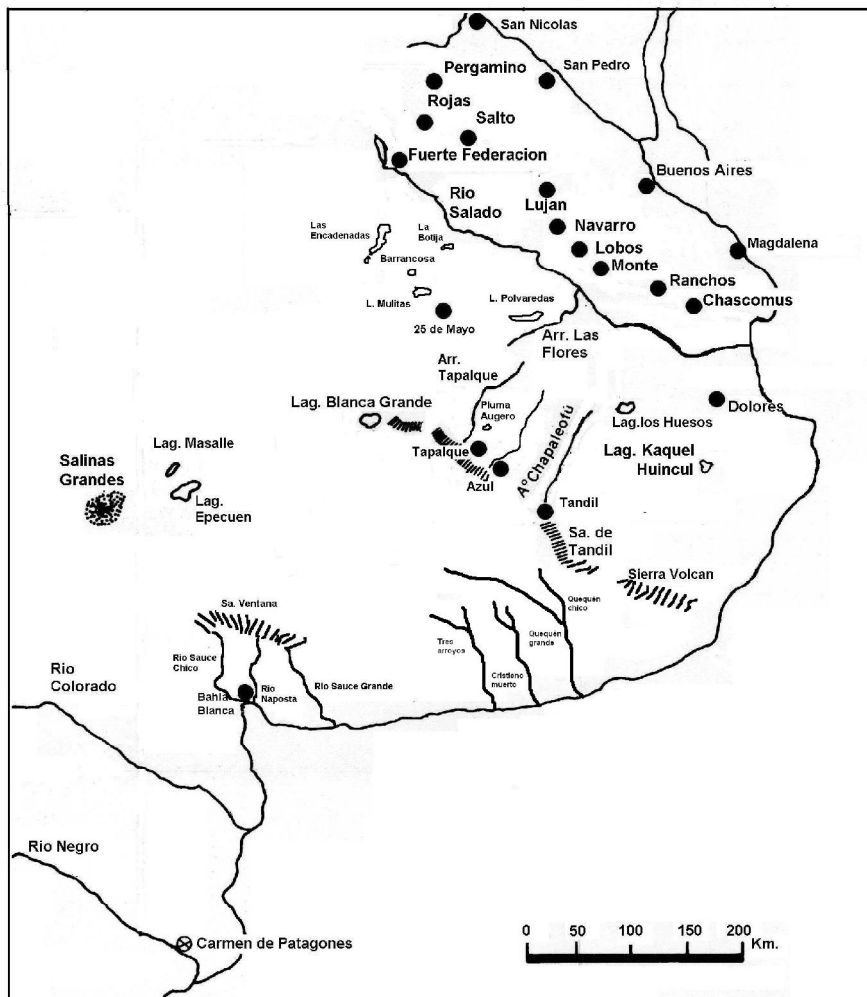 San Nicolas
San Pedro
Pergamino
Rojas
Salto
Fuerte Federacion
Buenos Aires
Rio
Salado
Lujan
Navarro
Lobos
Monte
Magdalena
Ranchos
Chascomus
Las
Encadenadas
La
Botija
Barrancosa
L. Mulitas
L. Polvaredas
25 de Mayo
Arr. Las
Flores
Arr.
Tapalque
Lag. Blanca Grande
Pluma
Augero
Lag.los Huesos
Dolores
Tapalque
Azul
A° Chapaleofú
Lag. Kaquel
Huincul
Lag. Masalle
Salinas
Grandes
Lag.
Epecuen
Tandil
Sa. de
Tandil
Sierra Volcan
Sa. Ventana
Quequén
chico
Tres
arroyos
Quequén
grande
Cristieno
muerto
Rio Sauce
Chico
Rio
Naposta
Rio Sauce Grande
Bahia
Blanca
Rio
Colorado
Rio Negro
Carmen de Patagones
0 50 100 150 200
Km.